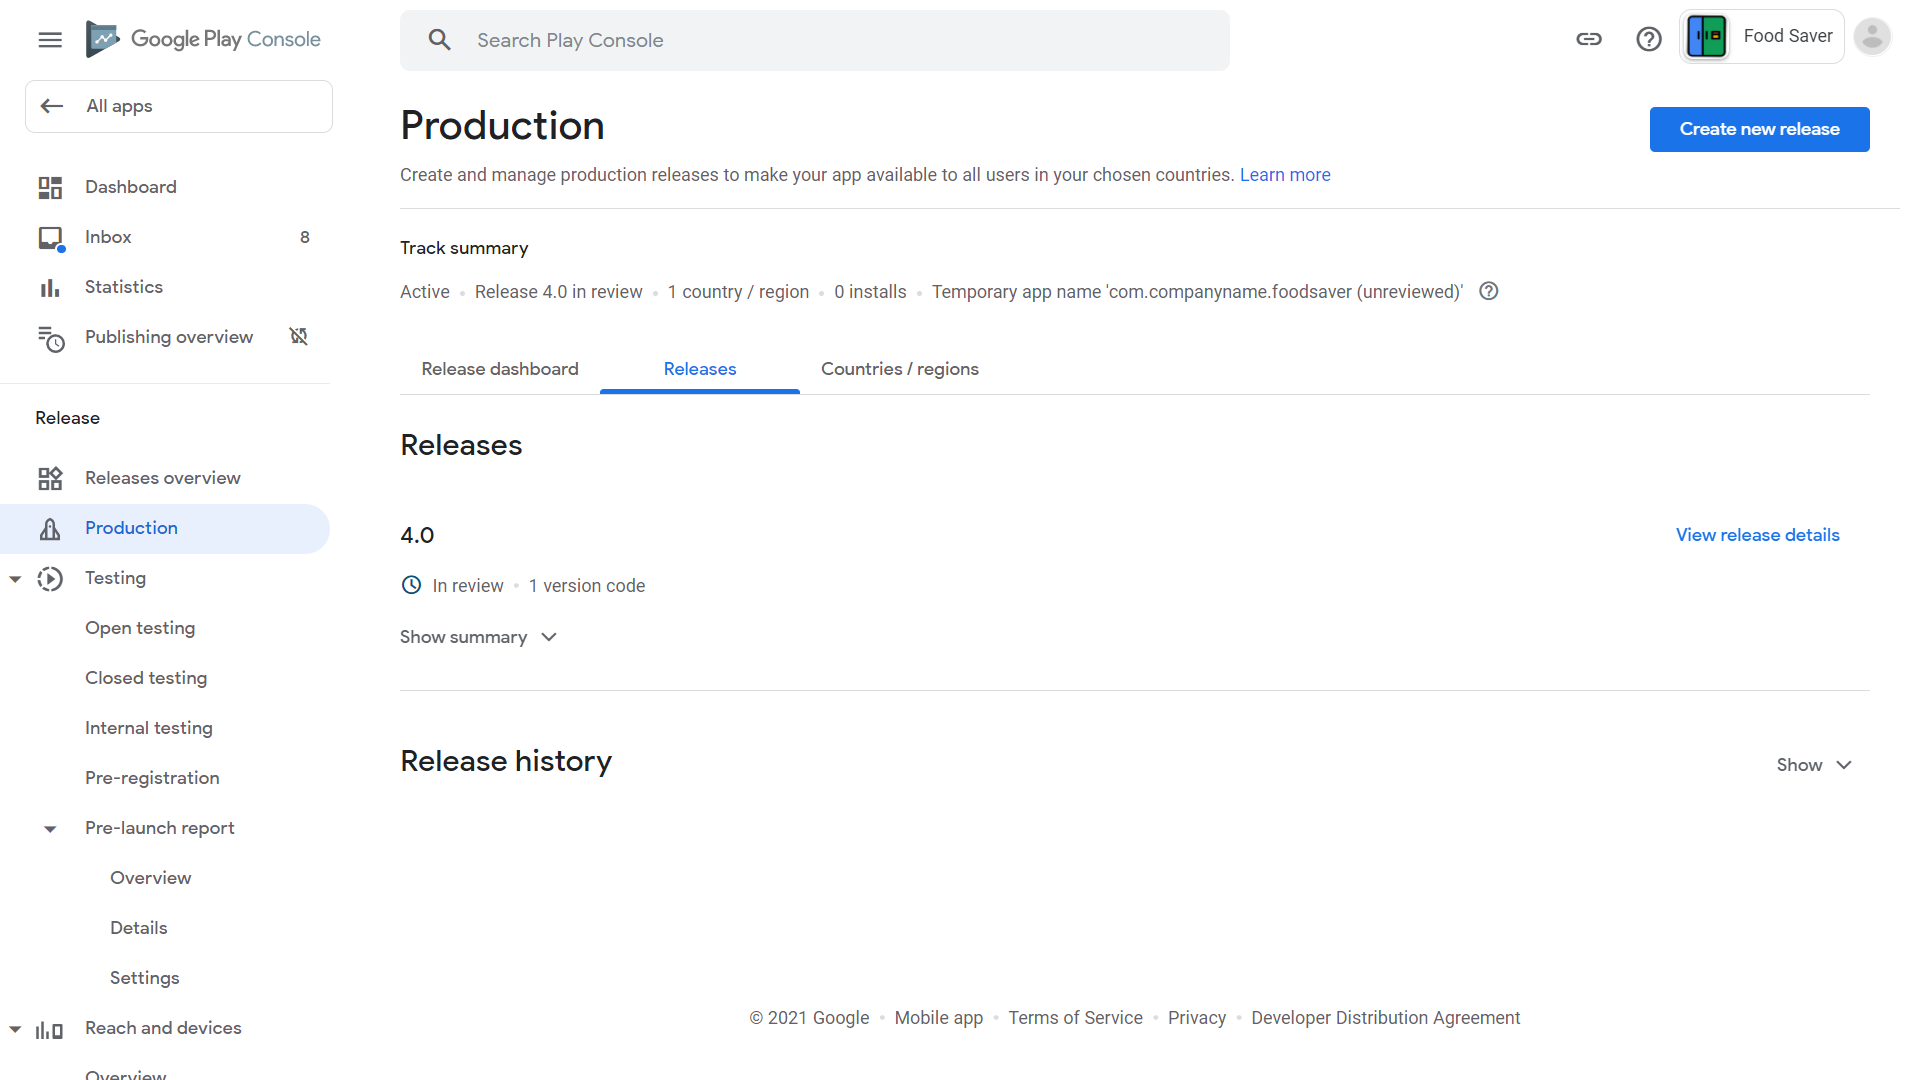 Google Play Console
Search Play Console
Food Saver
All apps
Dashboard
Inbox 8
Statistics
Publishing overview
Release
Releases overview
Production
Testing
Open testing
Closed testing
Internal testing
Pre-registration
Pre-launch report
Overview
Details
Settings
Reach and devices
Overview
Production
Create new release
Create and manage production releases to make your app available to all users in your chosen countries. Learn more
Track summary
Active • Release 4.0 in review • 1 country / region • 0 installs • Temporary app name 'com.companyname.foodsaver (unreviewed)'
Release dashboard Releases Countries / regions
Releases
4.0 View release details
In review • 1 version code
Show summary
Release history Show
© 2021 Google • Mobile app • Terms of Service • Privacy • Developer Distribution Agreement